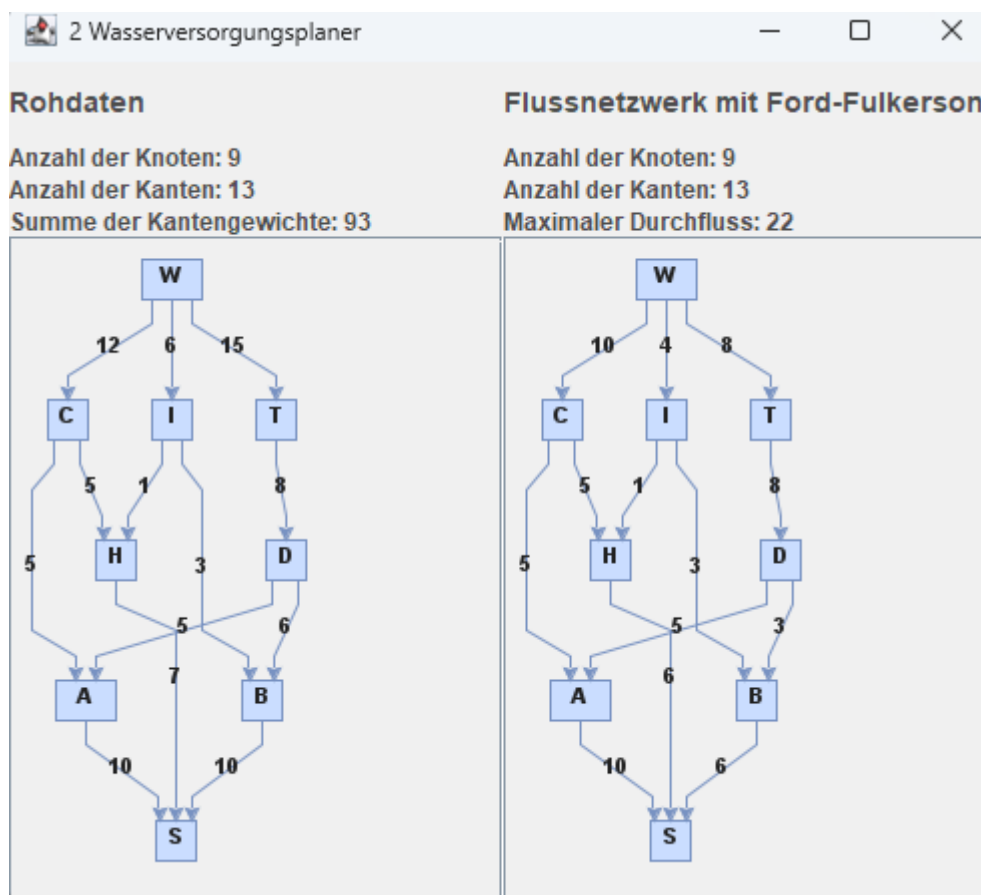 2 Wasserversorgungsplaner
Rohdaten
Anzahl der Knoten: 9
Anzahl der Kanten: 13
Summe der Kantengewichte: 93
W
12 6 15
C I T
5 1 8
H D
5 3
5 6
A B
7
10 10
S
Flussnetzwerk mit Ford-Fulkerson
Anzahl der Knoten: 9
Anzahl der Kanten: 13
Maximaler Durchfluss: 22
W
10 4 8
C I T
5 1 8
H D
5 3
5 3
A B
6
10 6
S